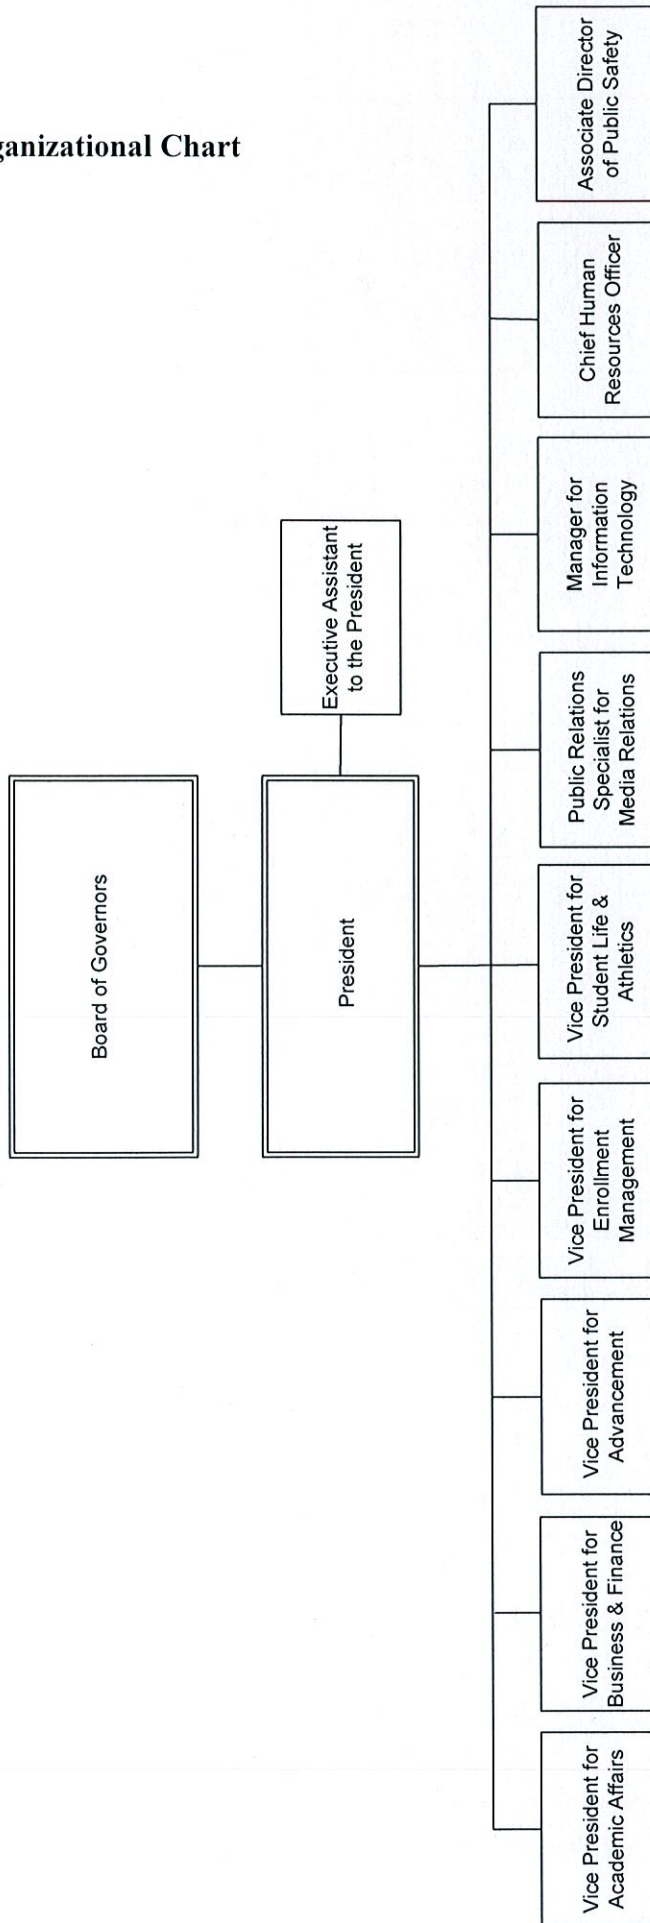 ganizational Chart
Board of Governors
President
Executive Assistant
to the President
Vice President for
Academic Affairs
Vice President for
Business & Finance
Vice President for
Advancement
Vice President for
Enrollment
Management
Vice President for
Student Life &
Athletics
Public Relations
Specialist for
Media Relations
Manager for
Information
Technology
Chief Human
Resources Officer
Associate Director
of Public Safety